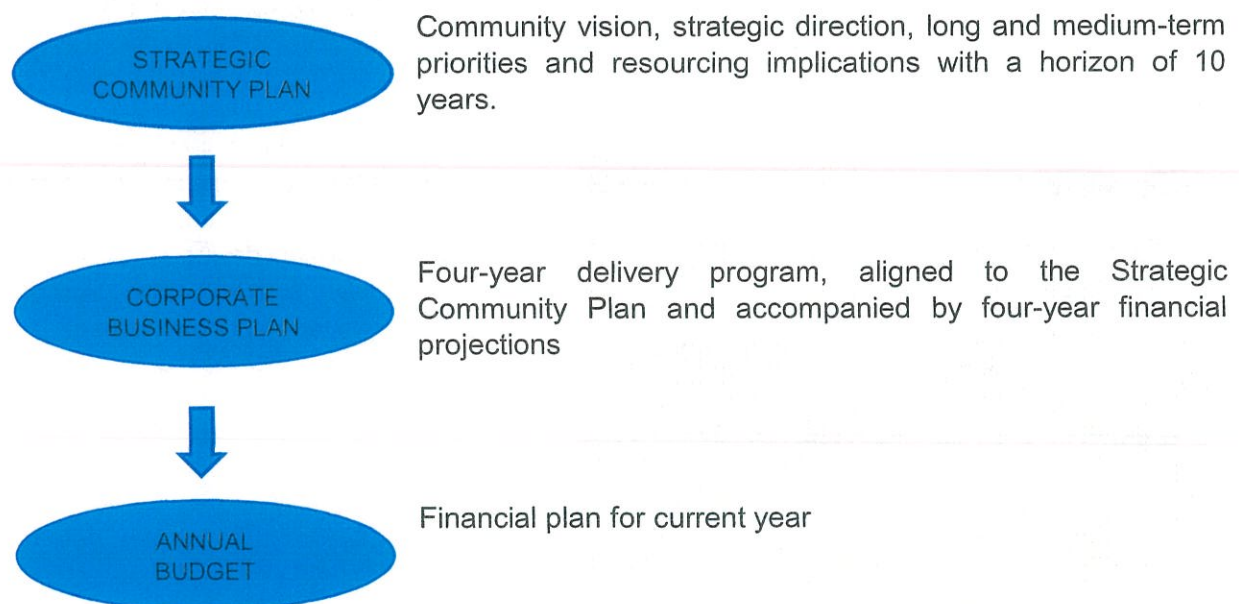 STRATEGIC
COMMUNITY PLAN
Community vision, strategic direction, long and medium-term
priorities and resourcing implications with a horizon of 10
years.
CORPORATE
BUSINESS PLAN
Four-year delivery program, aligned to the Strategic
Community Plan and accompanied by four-year financial
projections
ANNUAL
BUDGET
Financial plan for current year